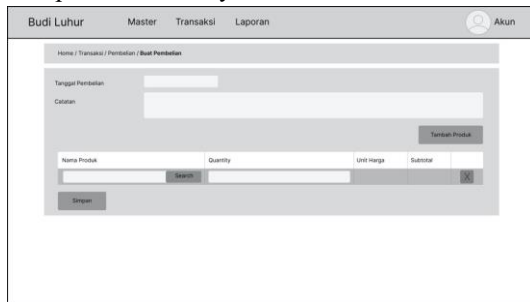 Budi Luhur Master Transaksi Laporan Akun
Home / Transaksi / Pembelian / Buat Pembelian
Tanggal Pembelian
Catatan
Tambah Produk
Nama Produk Quantity Unit Harga Subtotal
Search X
Simpan